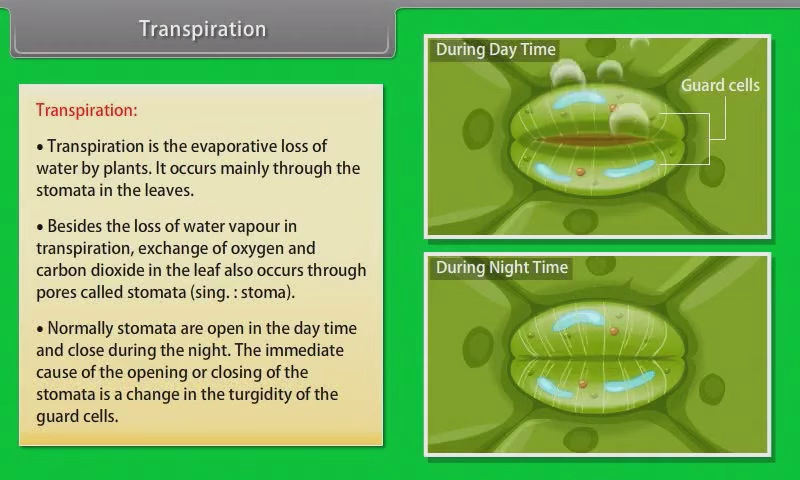 Transpiration
Transpiration:
• Transpiration is the evaporative loss of
water by plants. It occurs mainly through the
stomata in the leaves.
• Besides the loss of water vapour in
transpiration, exchange of oxygen and
carbon dioxide in the leaf also occurs through
pores called stomata (sing. : stoma).
• Normally stomata are open in the day time
and close during the night. The immediate
cause of the opening or closing of the
stomata is a change in the turgidity of the
guard cells.
During Day Time
Guard cells
During Night Time